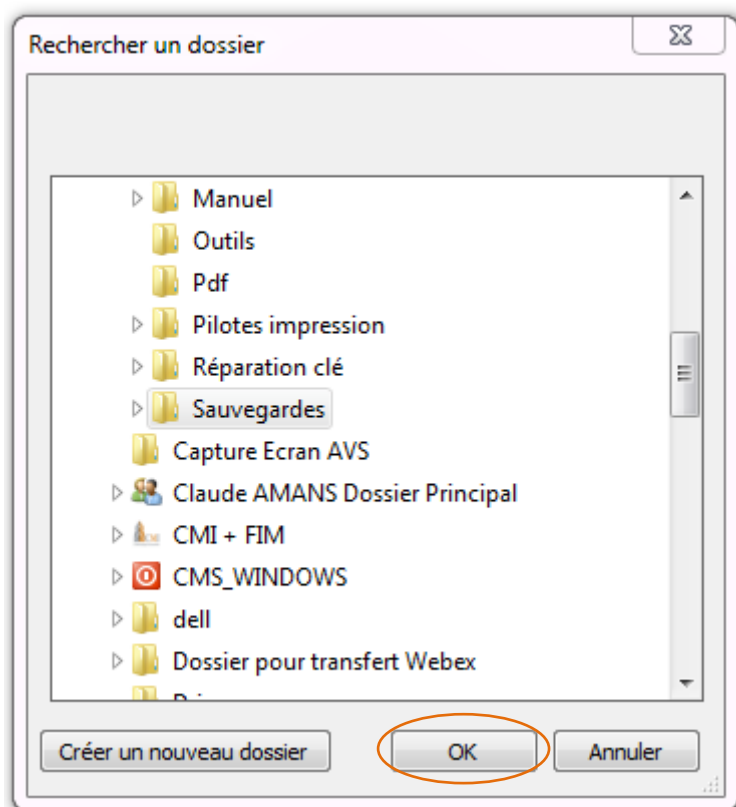 Rechercher un dossier
Manuel
Outils
Pdf
Pilotes impression
Réparation clé
Sauvegardes
Capture Ecran AVS
Claude AMANS Dossier Principal
CMI + FIM
CMS_WINDOWS
dell
Dossier pour transfert Webex
Créer un nouveau dossier OK Annuler